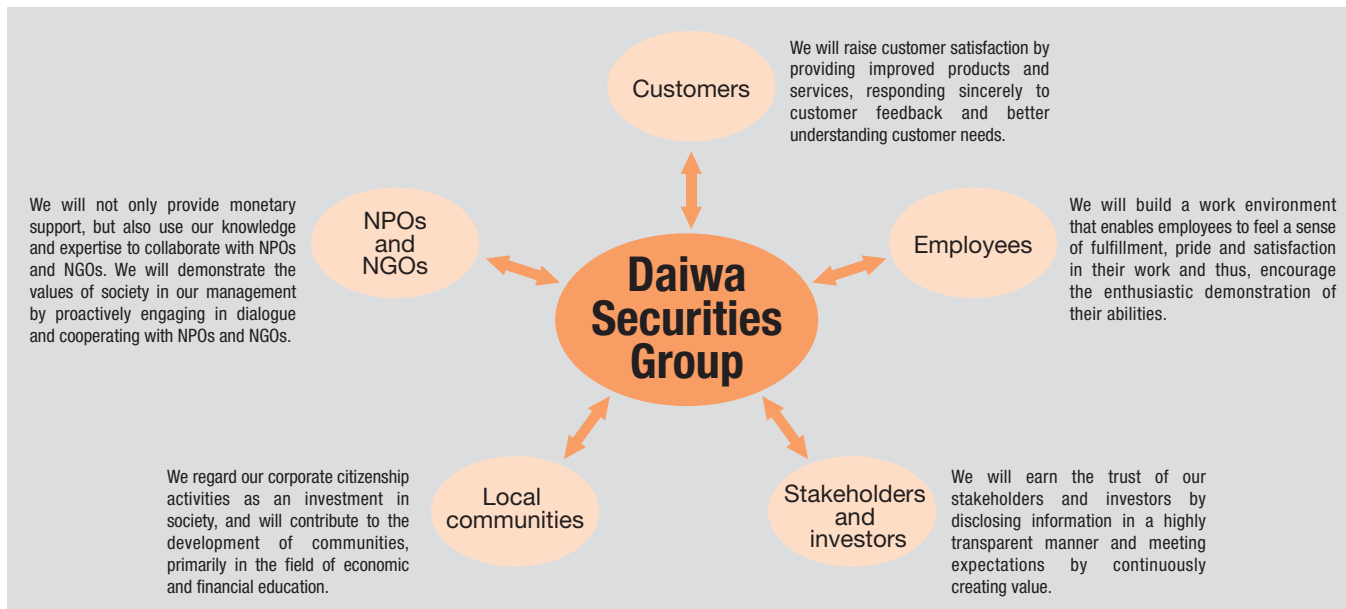 Customers
We will raise customer satisfaction by
providing improved products and
services, responding sincerely to
customer feedback and better
understanding customer needs.
We will not only provide monetary
support, but also use our knowledge
and expertise to collaborate with NPOs
and NGOs. We will demonstrate the
values of society in our management
by proactively engaging in dialogue
and cooperating with NPOs and NGOs.
NPOs
and
NGOs
Daiwa
Securities
Group
Employees
We will build a work environment
that enables employees to feel a sense
of fulfillment, pride and satisfaction
in their work and thus, encourage
the enthusiastic demonstration of
their abilities.
We regard our corporate citizenship
activities as an investment in
society, and will contribute to the
development of communities,
primarily in the field of economic
and financial education.
Local
communities
Stakeholders
and
investors
We will earn the trust of our
stakeholders and investors by
disclosing information in a highly
transparent manner and meeting
expectations by continuously
creating value.